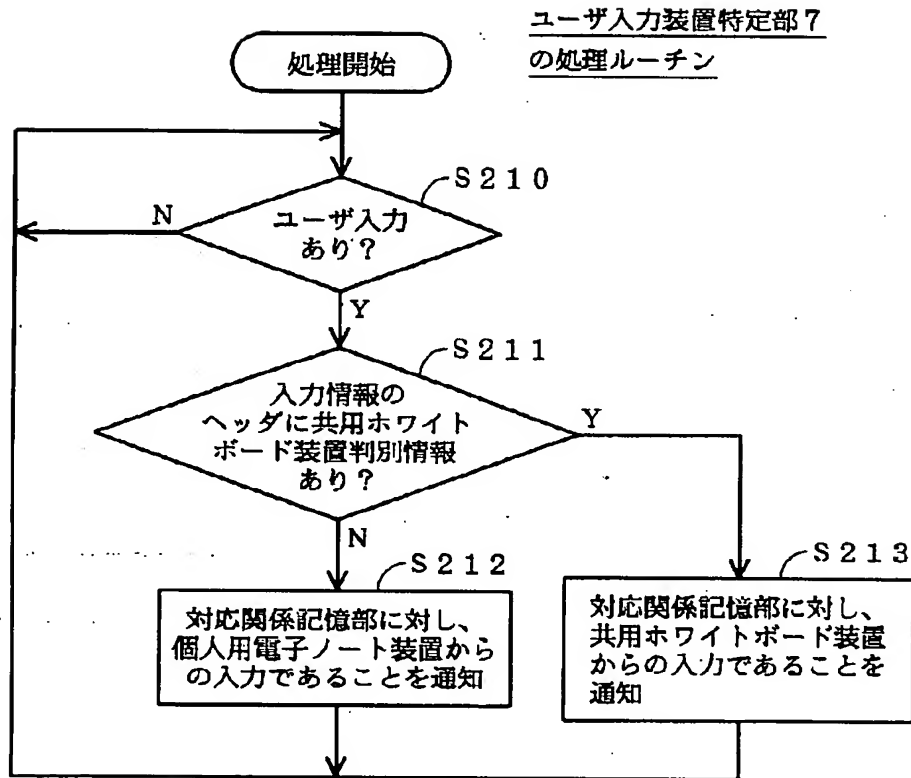 ユーザ入力装置特定部7
の処理ルーチン
処理開始
S210
N
ユーザ入力
あり?
Y
S211
入力情報の
ヘッダに共用ホワイト
ボード装置判別情報
あり?
Y
N
S212
対応関係記憶部に対し、
個人用電子ノート装置から
の入力であることを通知
S213
対応関係記憶部に対し、
共用ホワイトボード装置
からの入力であることを
通知